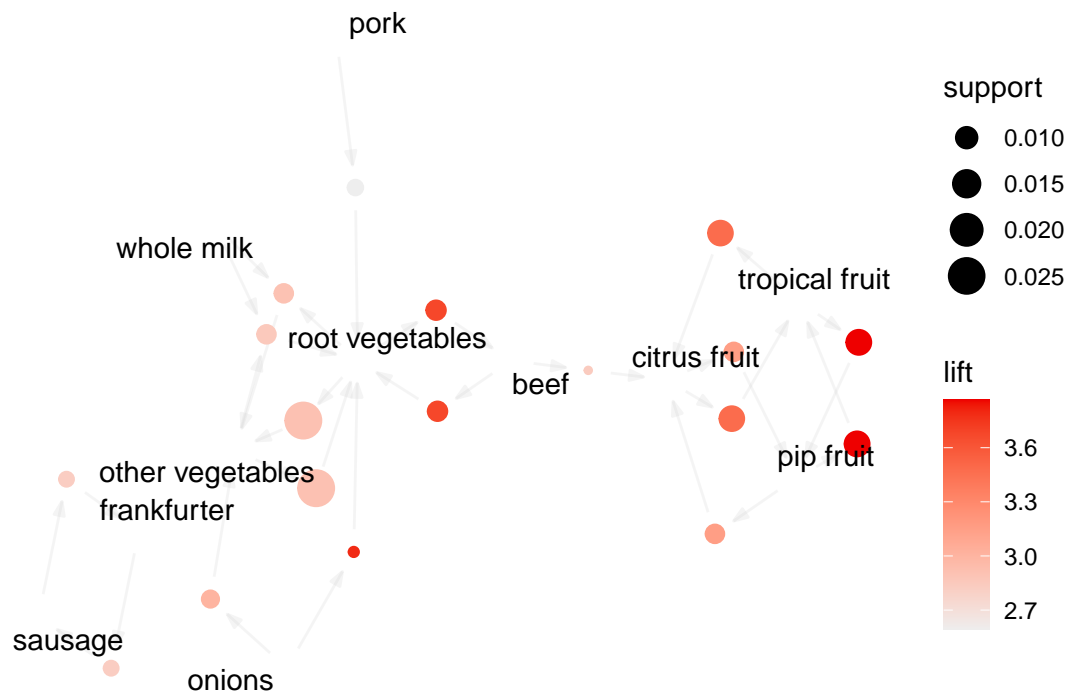 pork
support
0.010
0.015
0.020
0.025
whole milk
tropical fruit
root vegetables
citrus fruit
beef
lift
3.6
3.3
3.0
2.7
pip fruit
other vegetables
frankfurter
sausage
onions